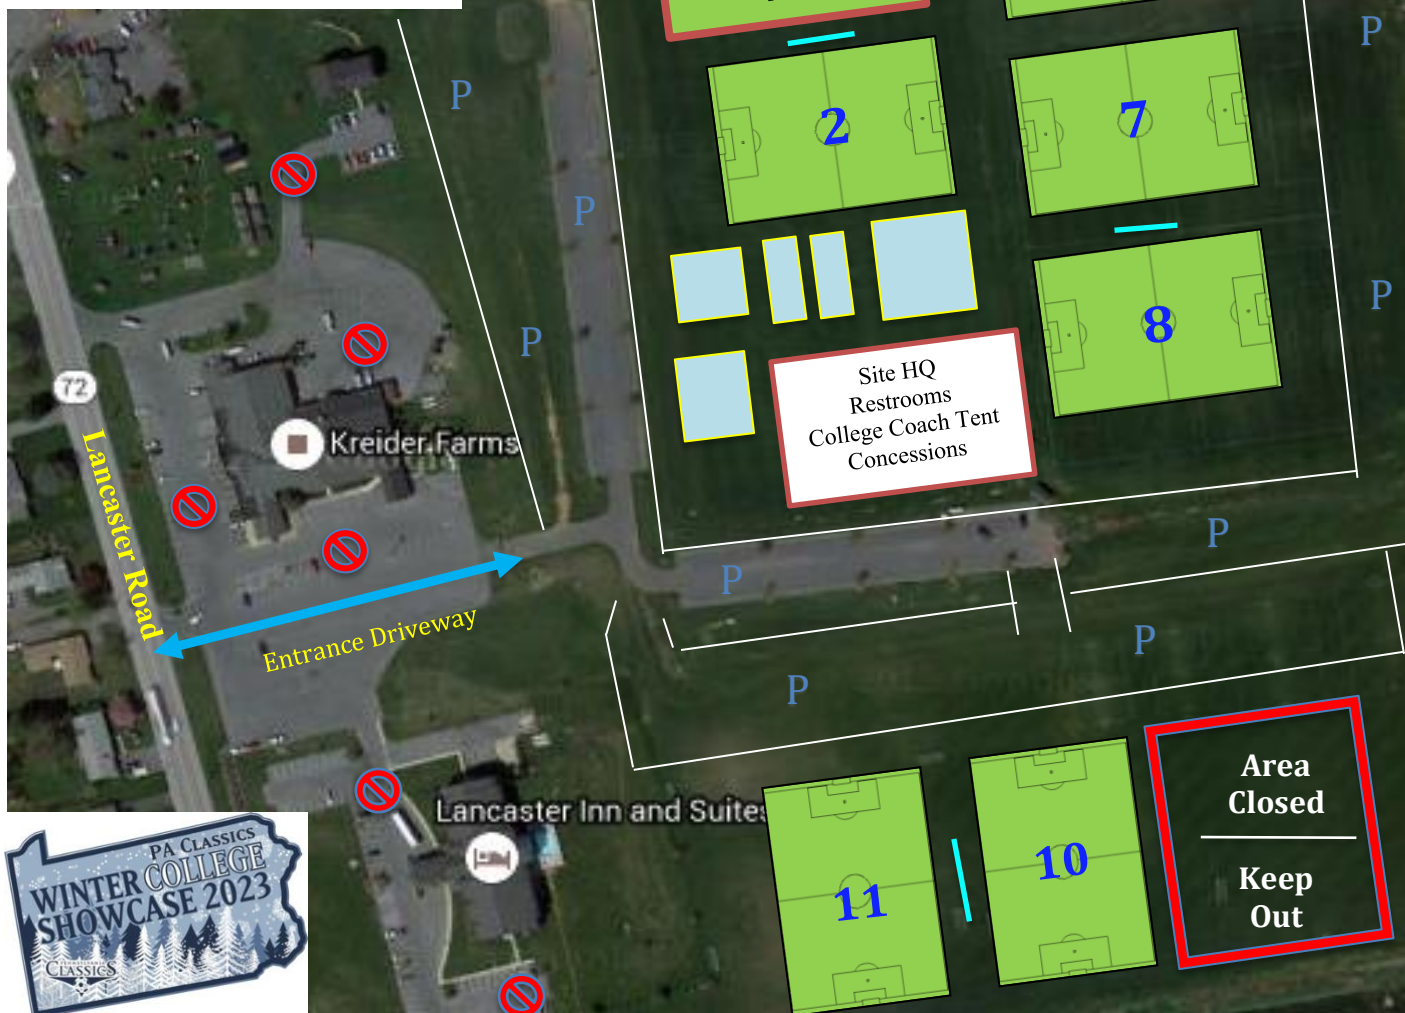 P
P
2
7
P
P
P
8
P
72
Site HQ
Restrooms
College Coach Tent
Concessions
Kreider Farms
Lancaster Road
P
P
Entrance Driveway
P
P
Area
Closed
Keep
Out
Lancaster Inn and Suites
10
11
PA CLASSICS
WINTER COLLEGE
SHOWCASE 2023
PENNSYLVANIA
CLASSICS